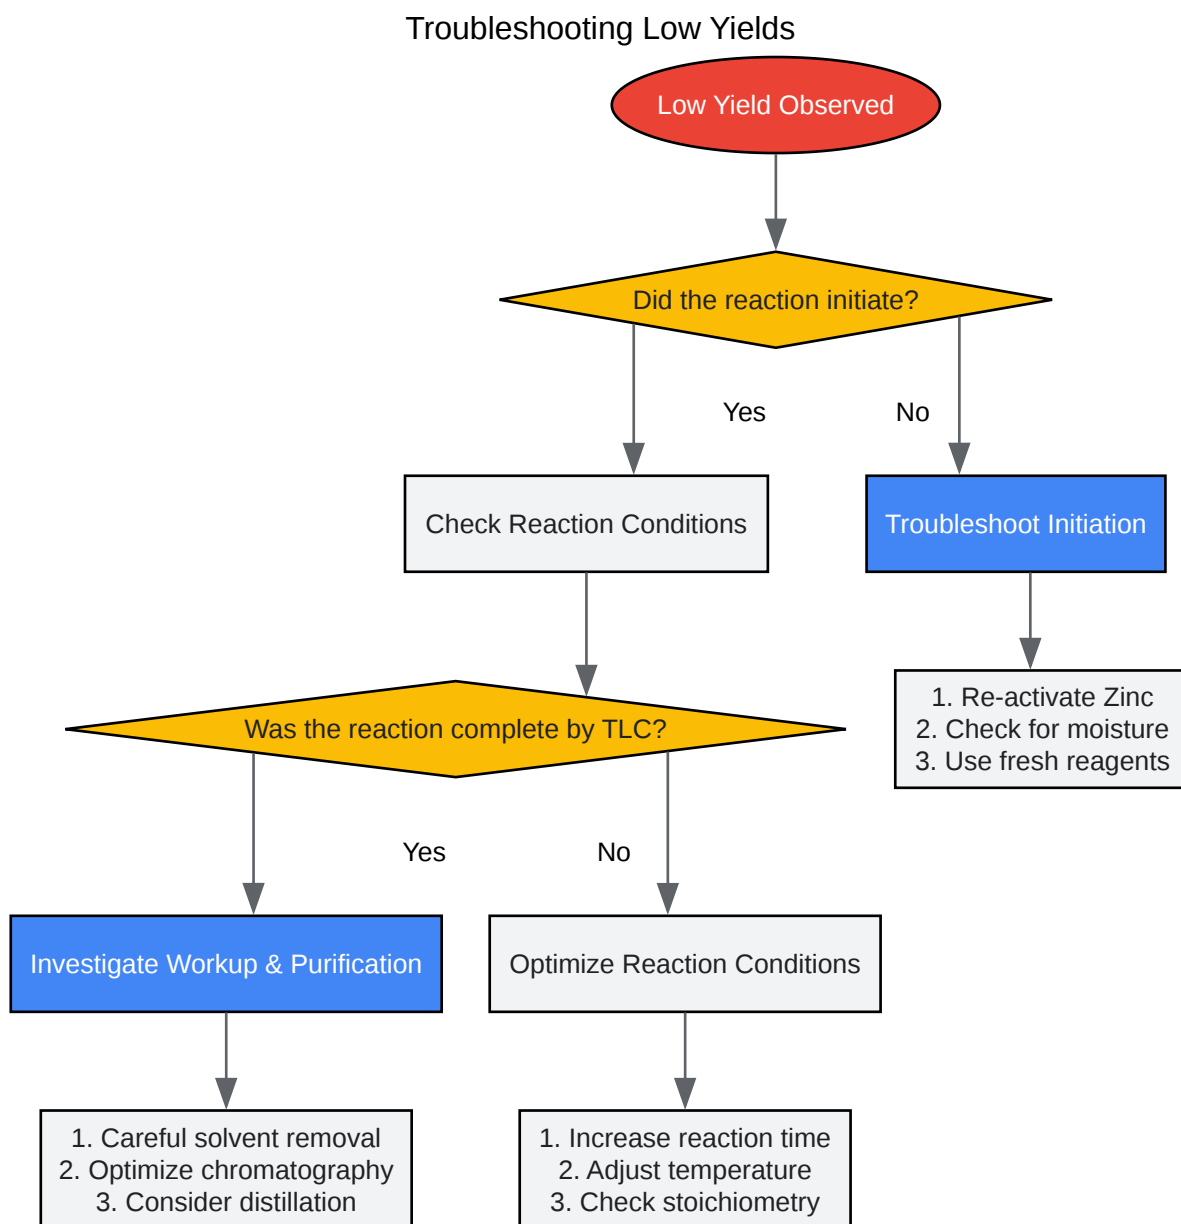 Troubleshooting Low Yields
Low Yield Observed
Did the reaction initiate?
Yes
No
Check Reaction Conditions
Troubleshoot Initiation
1. Re-activate Zinc
2. Check for moisture
3. Use fresh reagents
Was the reaction complete by TLC?
Yes
No
Investigate Workup & Purification
Optimize Reaction Conditions
1. Careful solvent removal
2. Optimize chromatography
3. Consider distillation
1. Increase reaction time
2. Adjust temperature
3. Check stoichiometry